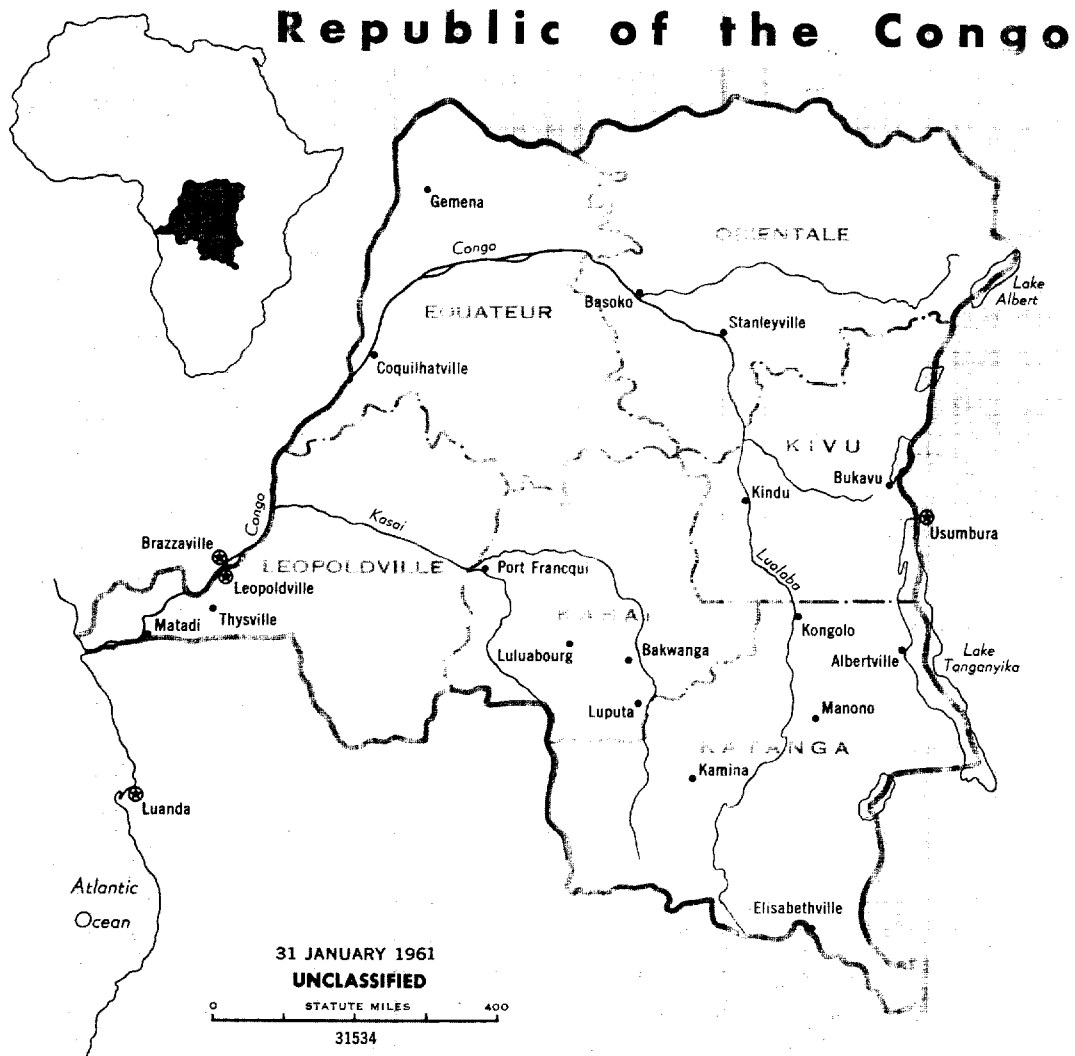 Republic of the Congo
Gemena
Congo
ORIENTALE
Lake
Albert
Basoko
EQUATEUR
Stanleyville
Coquilhatville
KIVU
Bukavu
Kindu
Congo
Kasai
Usumbura
Brazzaville
LEOPOLDVILLE
Port Francqui
Leopoldville
Lualaba
Thysville
KASAI
Matadi
Kongolo
Luluabourg
Bakwanga
Albertville
Lake
Tanganyika
Luputa
Manono
KATANGA
Kamina
Luanda
Atlantic
Ocean
Elisabethville
31 JANUARY 1961
UNCLASSIFIED
0 STATUTE MILES 400
31534